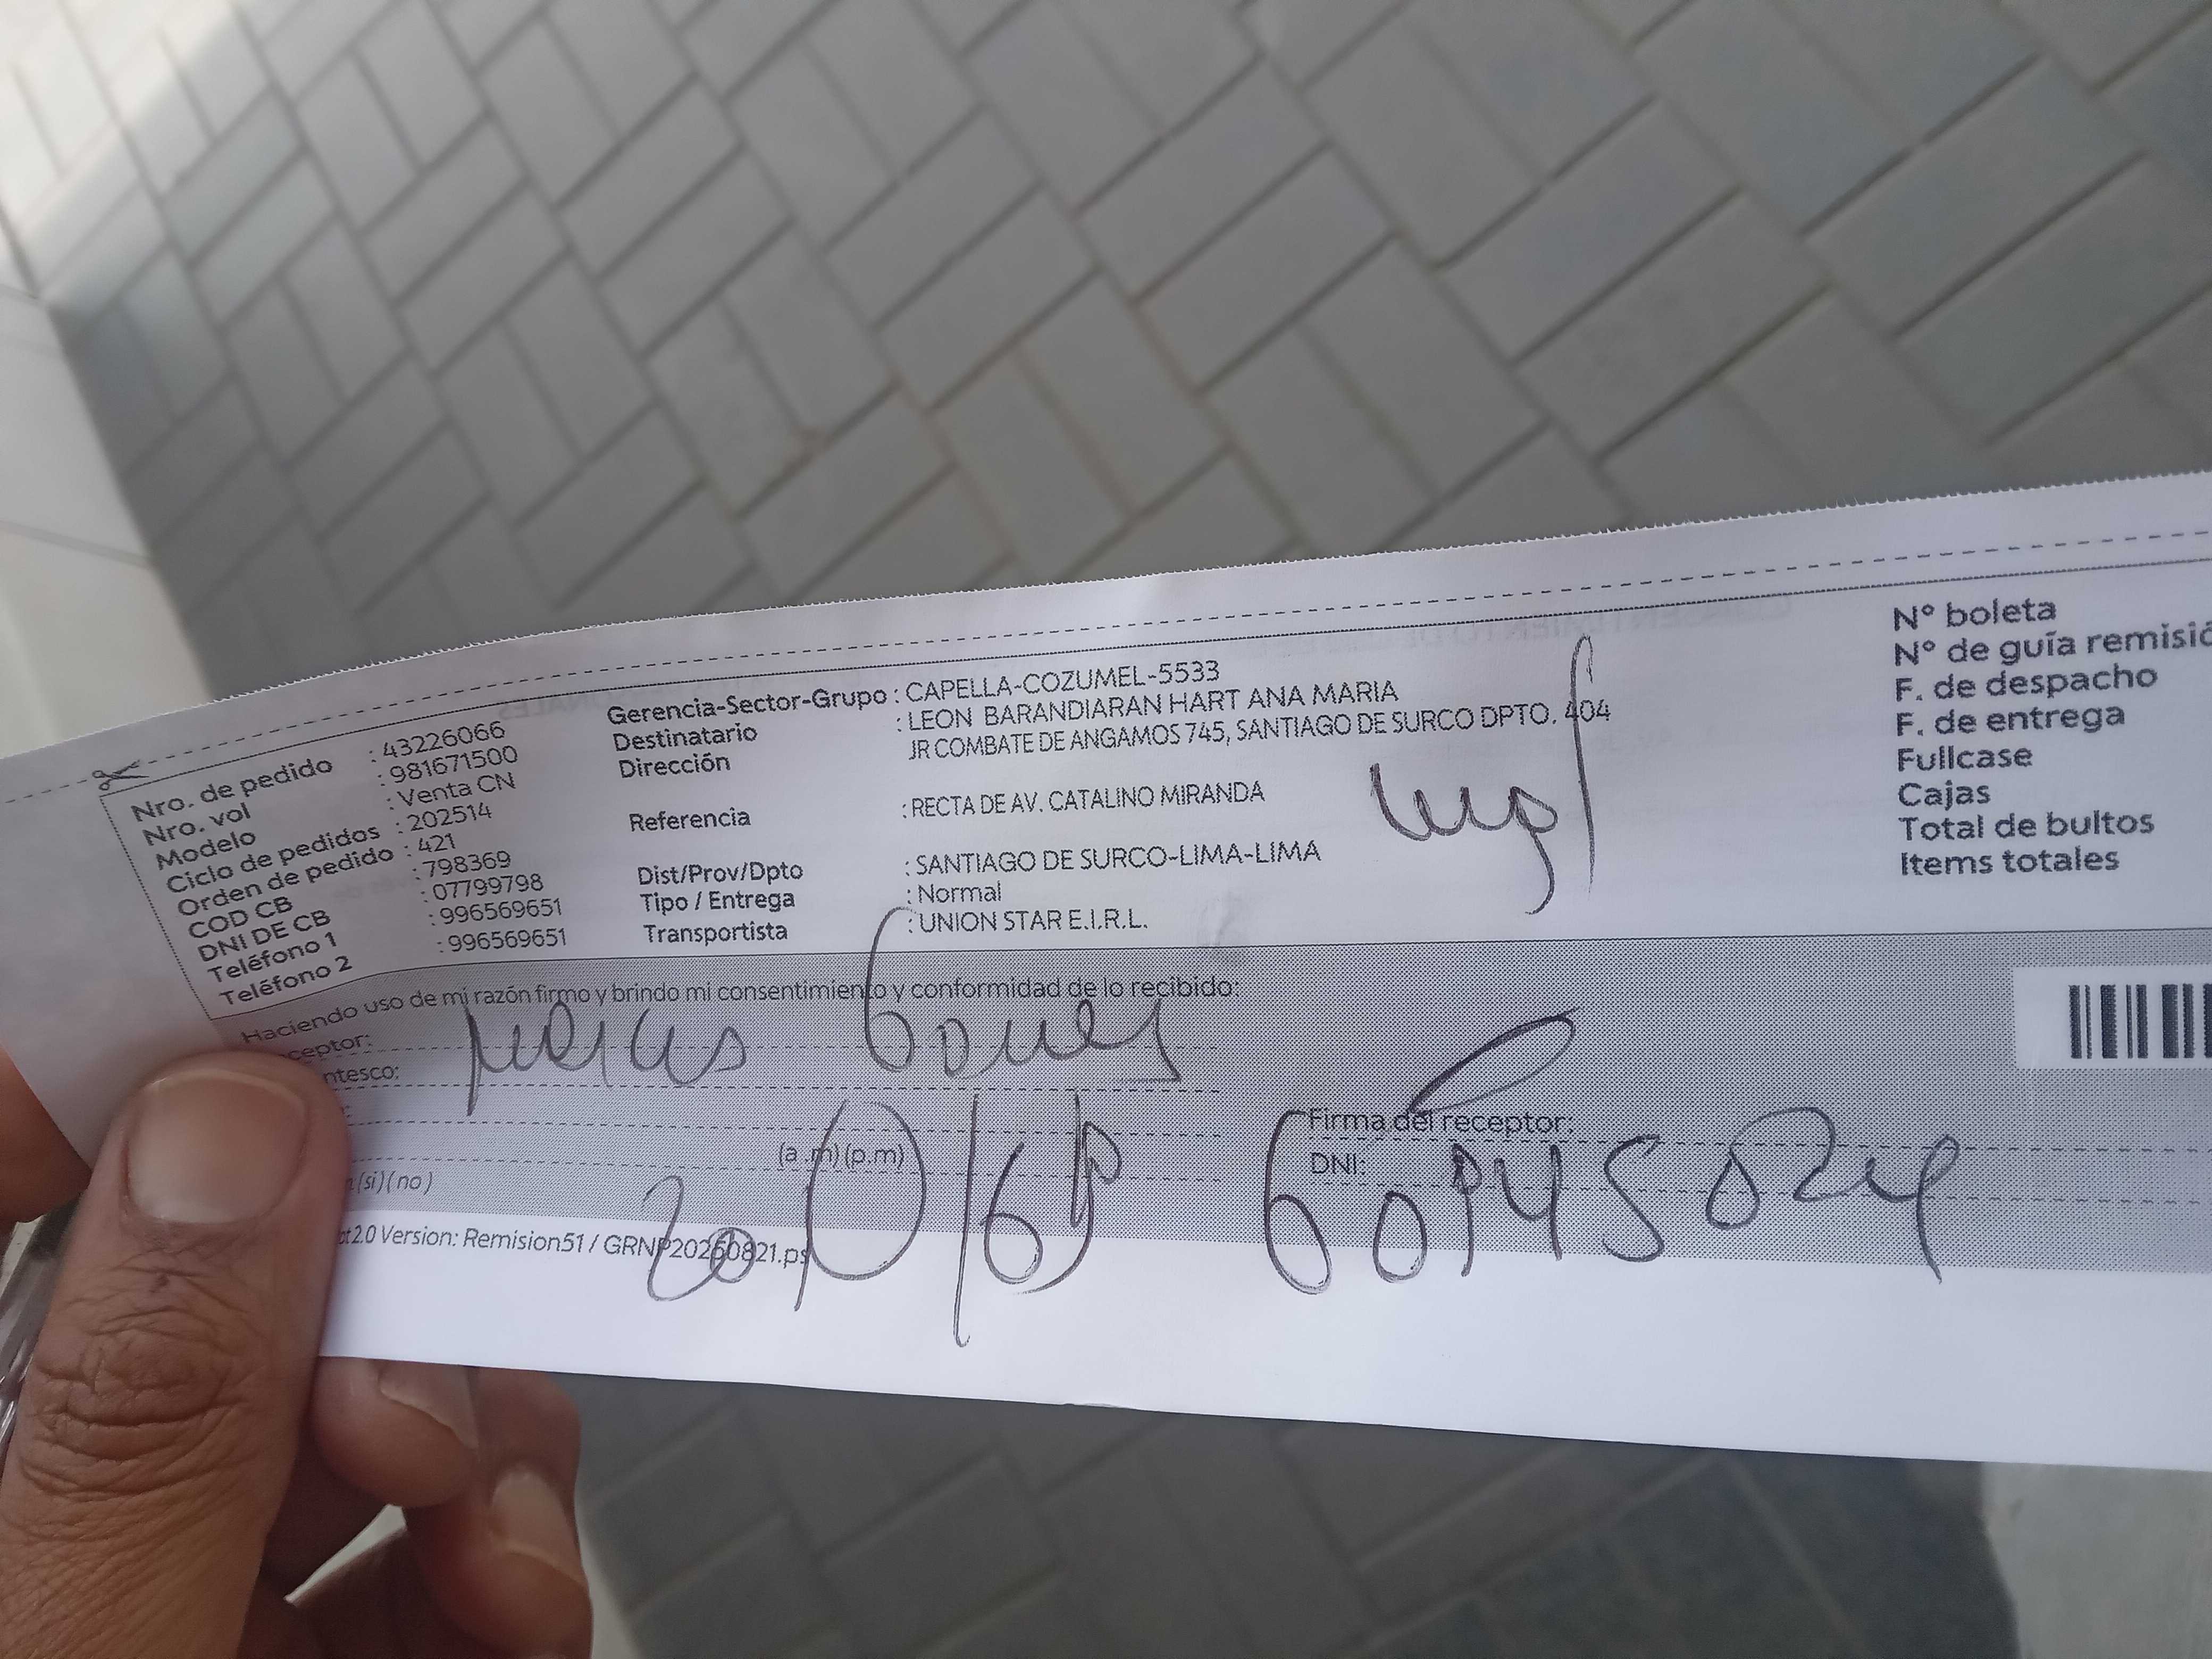 Nro. de pedido : 43226066
Nro. vol : 981671500
Modelo : Venta CN
Ciclo de pedidos : 202514
Orden de pedido : 421
COD CB : 798369
DNI DE CB : 07799798
Teléfono 1 : 996569651
Teléfono 2 : 996569651
Gerencia-Sector-Grupo : CAPELLA-COZUMEL-5533
Destinatario : LEON BARANDIARAN HART ANA MARIA
Dirección JR COMBATE DE ANGAMOS 745, SANTIAGO DE SURCO DPTO. 404
Referencia : RECTA DE AV. CATALINO MIRANDA
Dist/Prov/Dpto : SANTIAGO DE SURCO-LIMA-LIMA
Tipo / Entrega : Normal
Transportista : UNION STAR E.I.R.L.
N° boleta
N° de guía remisió
F. de despacho
F. de entrega
Fullcase
Cajas
Total de bultos
Items totales
Haciendo uso de mi razón firmo y brindo mi consentimiento y conformidad de lo recibido:
ceptor:
ntesco:
(a.m)(p.m)
(si)(no)
Firma del receptor:
DNI:
pt2.0 Version: Remision51 / GRNP20250821.ps